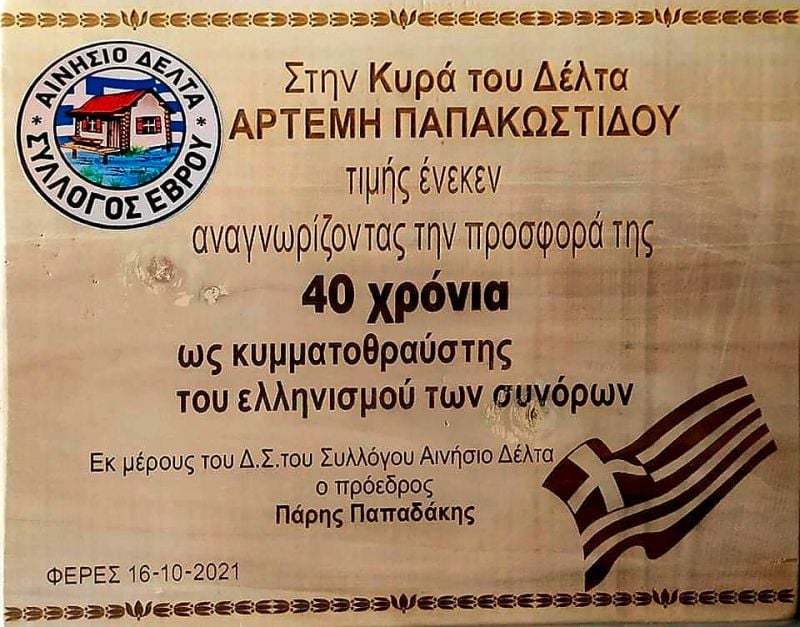 ΑΙΝΗΣΙΟ ΔΕΛΤΑ
* ΣΥΛΛΟΓΟΣ ΕΒΡΟΥ *
Στην Κυρά του Δέλτα
ΑΡΤΕΜΗ ΠΑΠΑΚΩΣΤΙΔΟΥ
τιμής ένεκεν
αναγνωρίζοντας την προσφορά της
40 χρόνια
ως κυμματοθραύστης
του ελληνισμού των συνόρων
Εκ μέρους του Δ.Σ.του Συλλόγου Αινήσιο Δέλτα
ο πρόεδρος
Πάρης Παπαδάκης
ΦΕΡΕΣ 16-10-2021